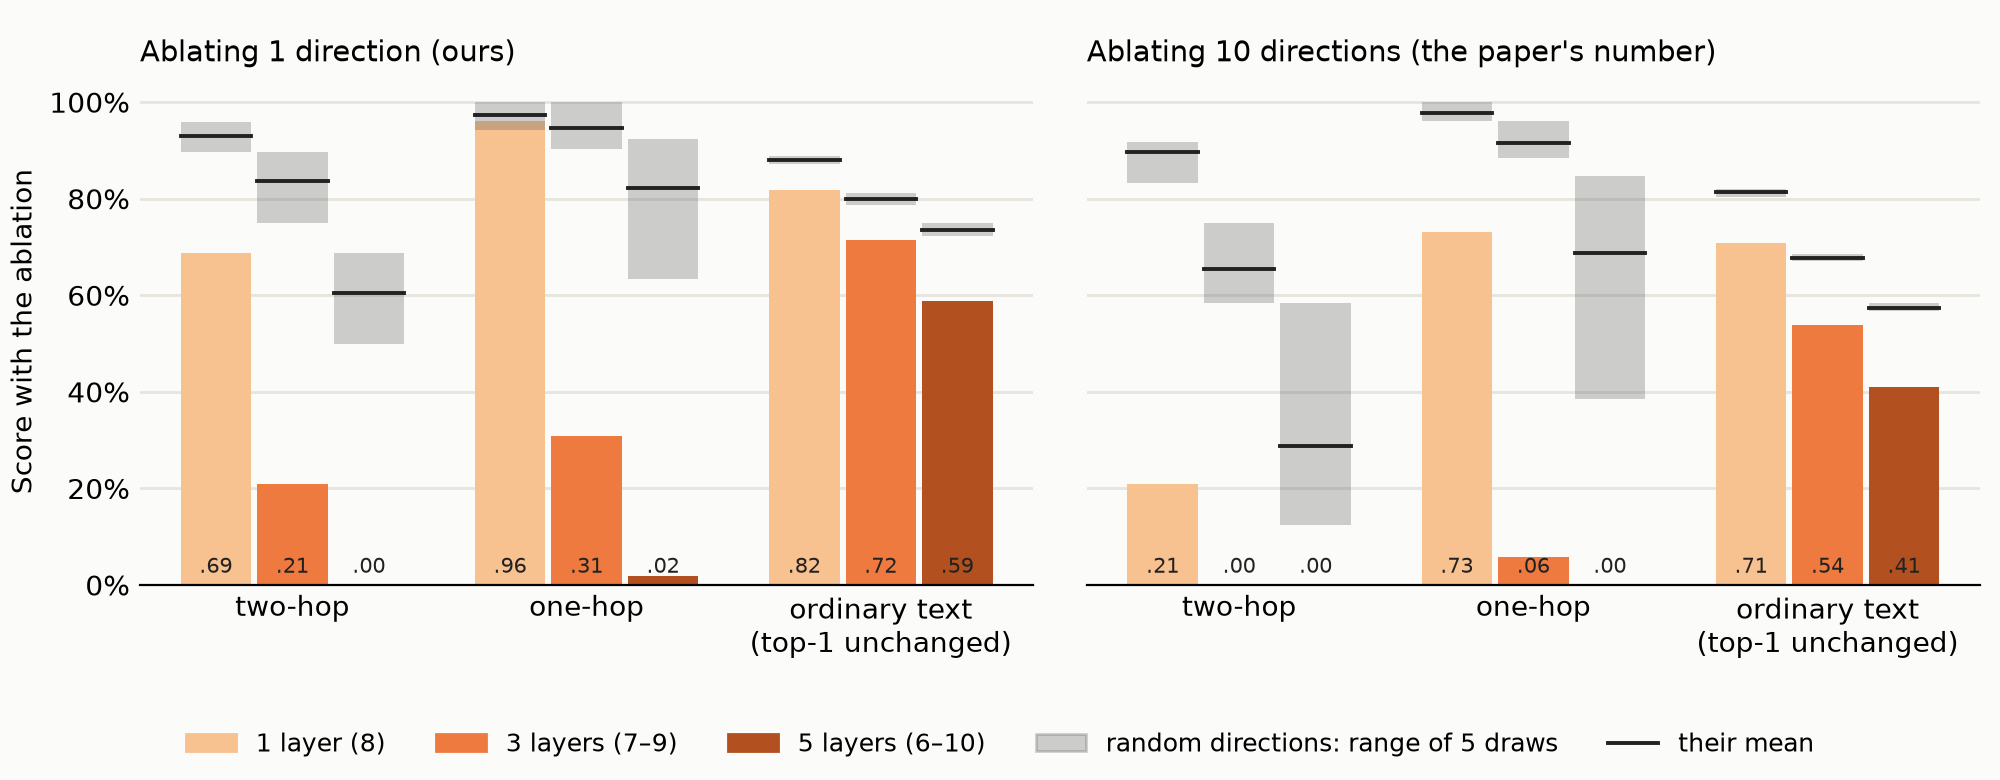 Ablating 1 direction (ours)
Ablating 10 directions (the paper's number)
Score with the ablation
100%
80%
60%
40%
20%
0%
.69 .21 .00 .96 .31 .02 .82 .72 .59
.21 .00 .00 .73 .06 .00 .71 .54 .41
two-hop
one-hop
ordinary text
(top-1 unchanged)
two-hop
one-hop
ordinary text
(top-1 unchanged)
1 layer (8)
3 layers (7–9)
5 layers (6–10)
random directions: range of 5 draws
their mean